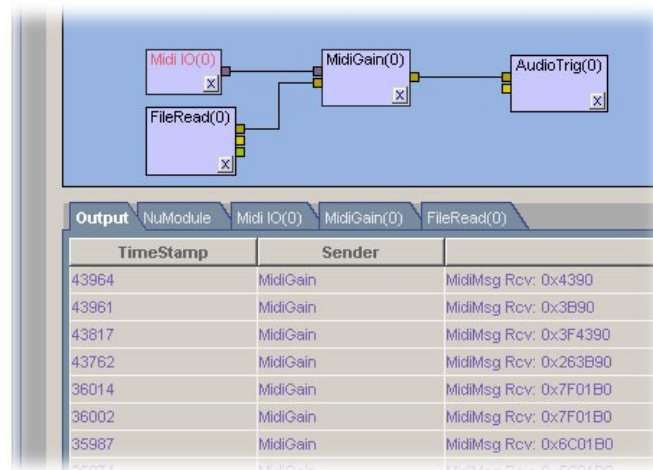 Midi IO(0)
X
MidiGain(0)
X
AudioTrig(0)
X
FileRead(0)
X
Output NuModule Midi IO(0) MidiGain(0) FileRead(0)
TimeStamp Sender
43964 MidiGain MidiMsg Rcv: 0x4390
43961 MidiGain MidiMsg Rcv: 0x3B90
43817 MidiGain MidiMsg Rcv: 0x3F4390
43762 MidiGain MidiMsg Rcv: 0x263B90
36014 MidiGain MidiMsg Rcv: 0x7F01B0
36002 MidiGain MidiMsg Rcv: 0x7F01B0
35987 MidiGain MidiMsg Rcv: 0x6C01B0